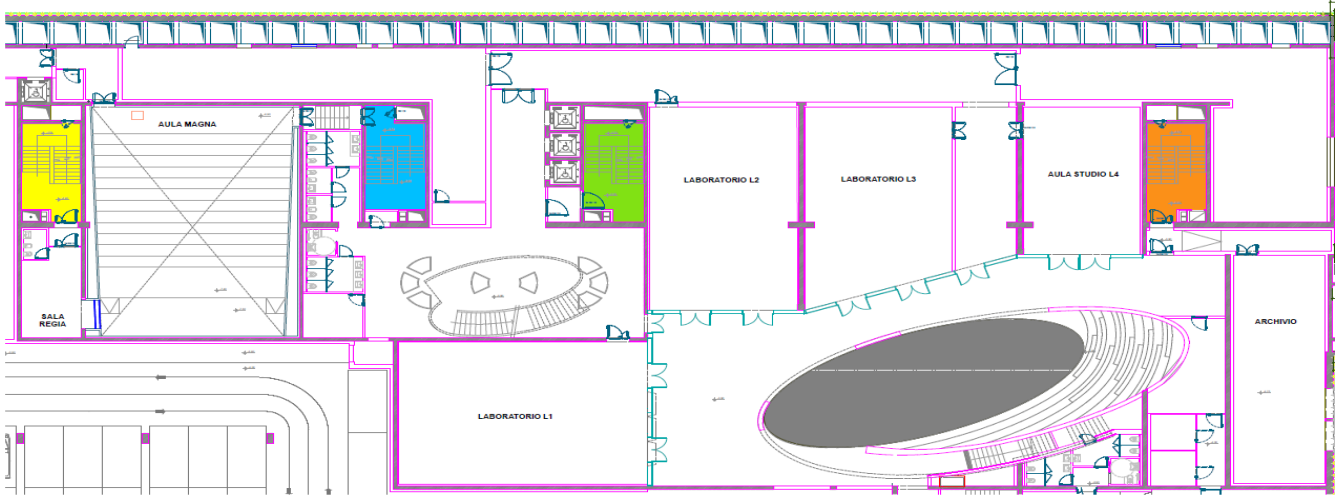 AULA MAGNA
LABORATORIO L2
LABORATORIO L3
AULA STUDIO L4
SALA
REGIA
ARCHIVIO
LABORATORIO L1